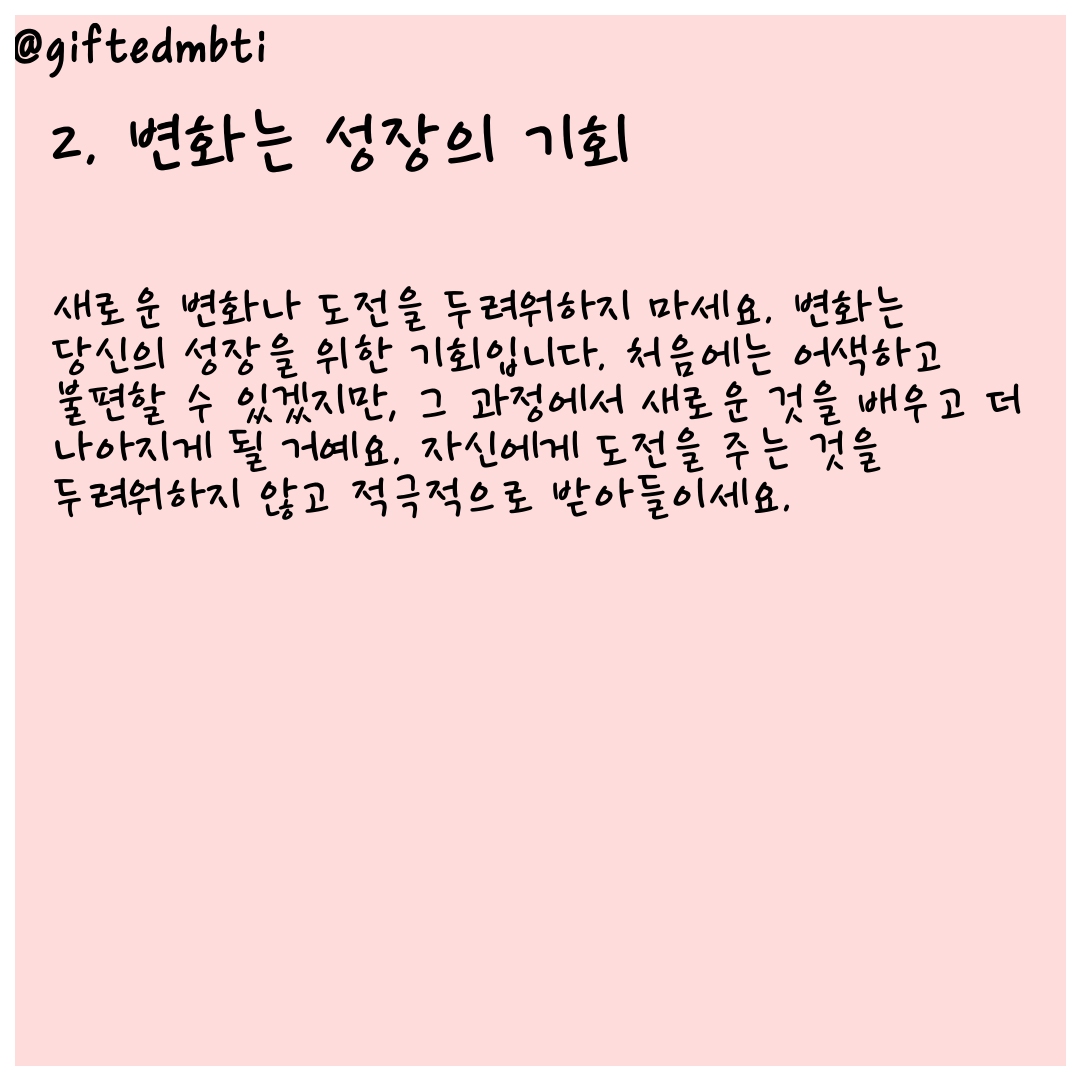 @giftedmbti
2. 변화는 성장의 기회
새로운 변화나 도전을 두려워하지 마세요. 변화는
당신의 성장을 위한 기회입니다. 처음에는 어색하고
불편할 수 있겠지만, 그 과정에서 새로운 것을 배우고 더
나아지게 될 거예요. 자신에게 도전을 주는 것을
두려워하지 않고 적극적으로 받아들이세요.